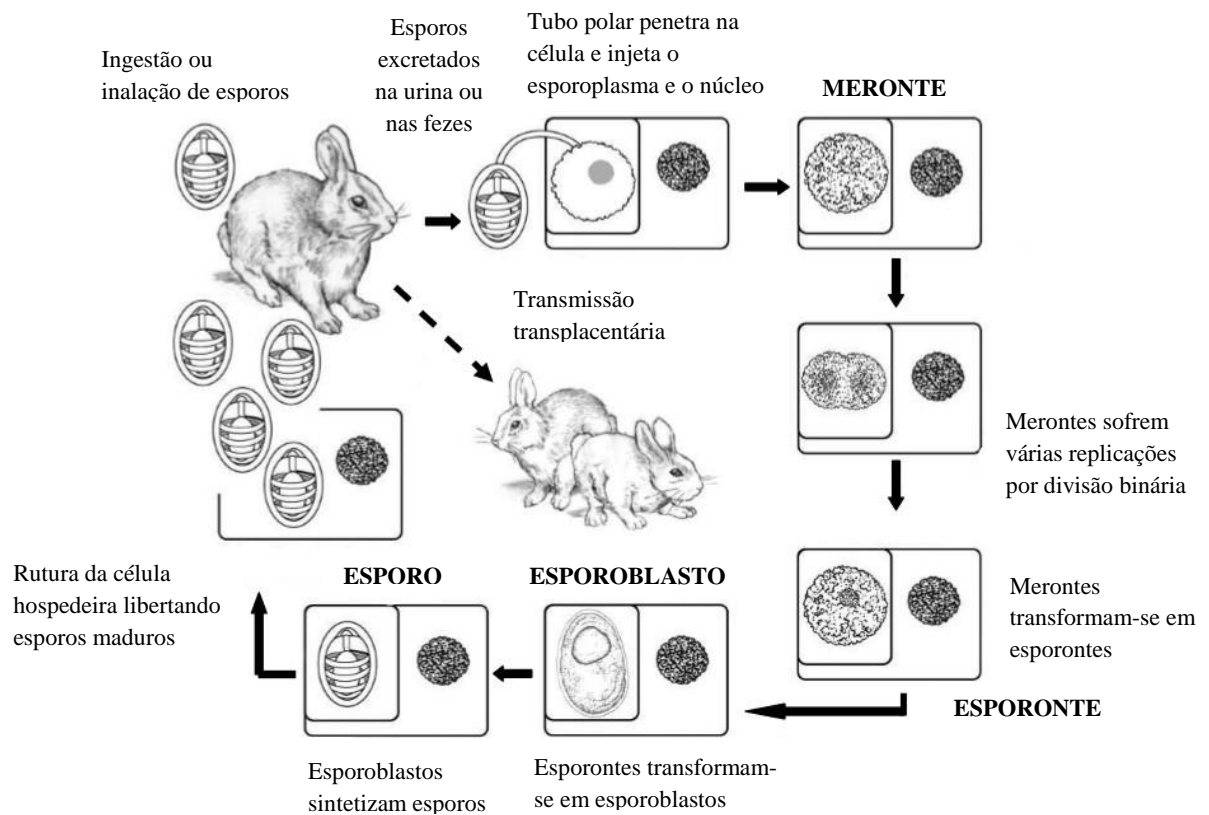 Ingestão ou
inalação de esporos
Esporos
excretados
na urina ou
nas fezes
Tubo polar penetra na
célula e injeta o
esporoplasma e o núcleo
MERONTE
Transmissão
transplacentária
Merontes sofrem
várias replicações
por divisão binária
Merontes
transformam-se em
esporontes
ESPORONTE
ESPOROBLASTO
Esporontes transformam-
se em esporoblastos
ESPORO
Esporoblastos
sintetizam esporos
Rutura da célula
hospedeira libertando
esporos maduros